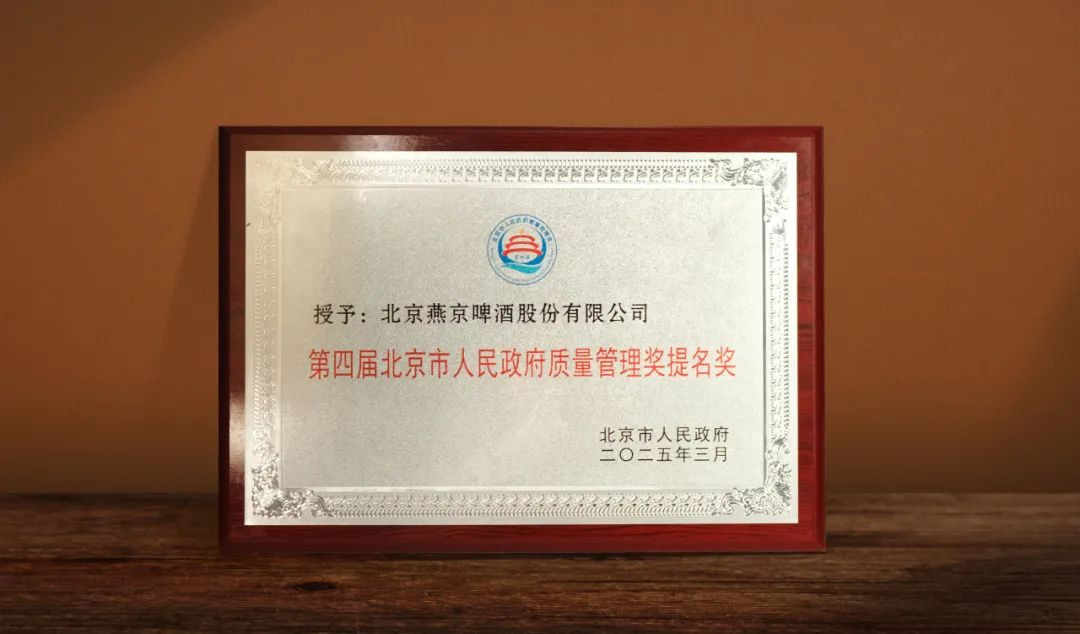 授予：北京燕京啤酒股份有限公司
第四届北京市人民政府质量管理奖提名奖
北京市人民政府
二〇二五年三月